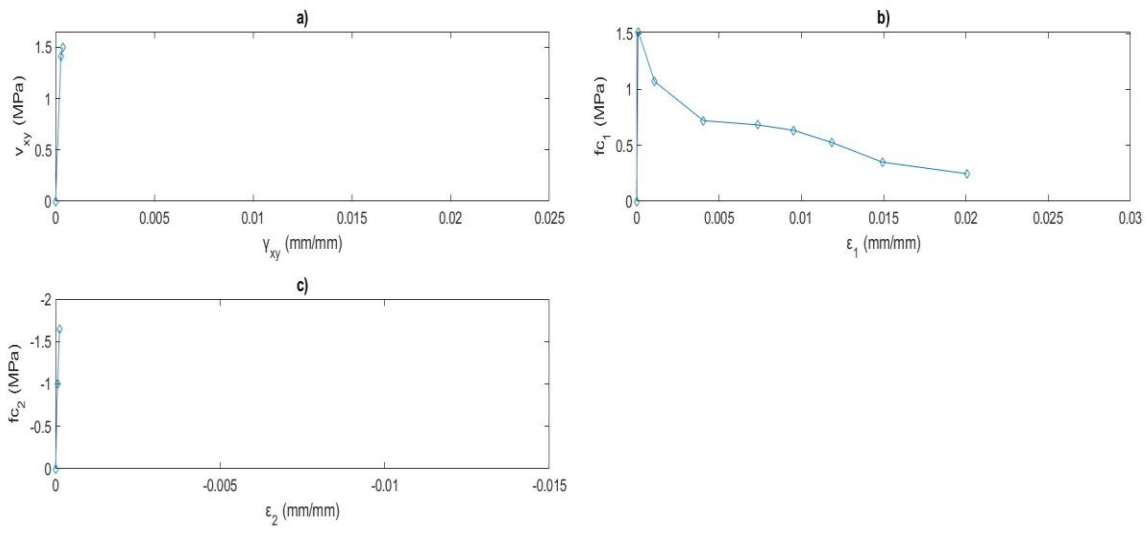 a)
1.5
1
0.5
0
v_xy (MPa)
0 0.005 0.01 0.015 0.02 0.025
γ_xy (mm/mm)
b)
1.5
1
0.5
0
fc_1 (MPa)
0 0.005 0.01 0.015 0.02 0.025 0.03
ε_1 (mm/mm)
c)
-2
-1.5
-1
-0.5
0
fc_2 (MPa)
0 -0.005 -0.01 -0.015
ε_2 (mm/mm)